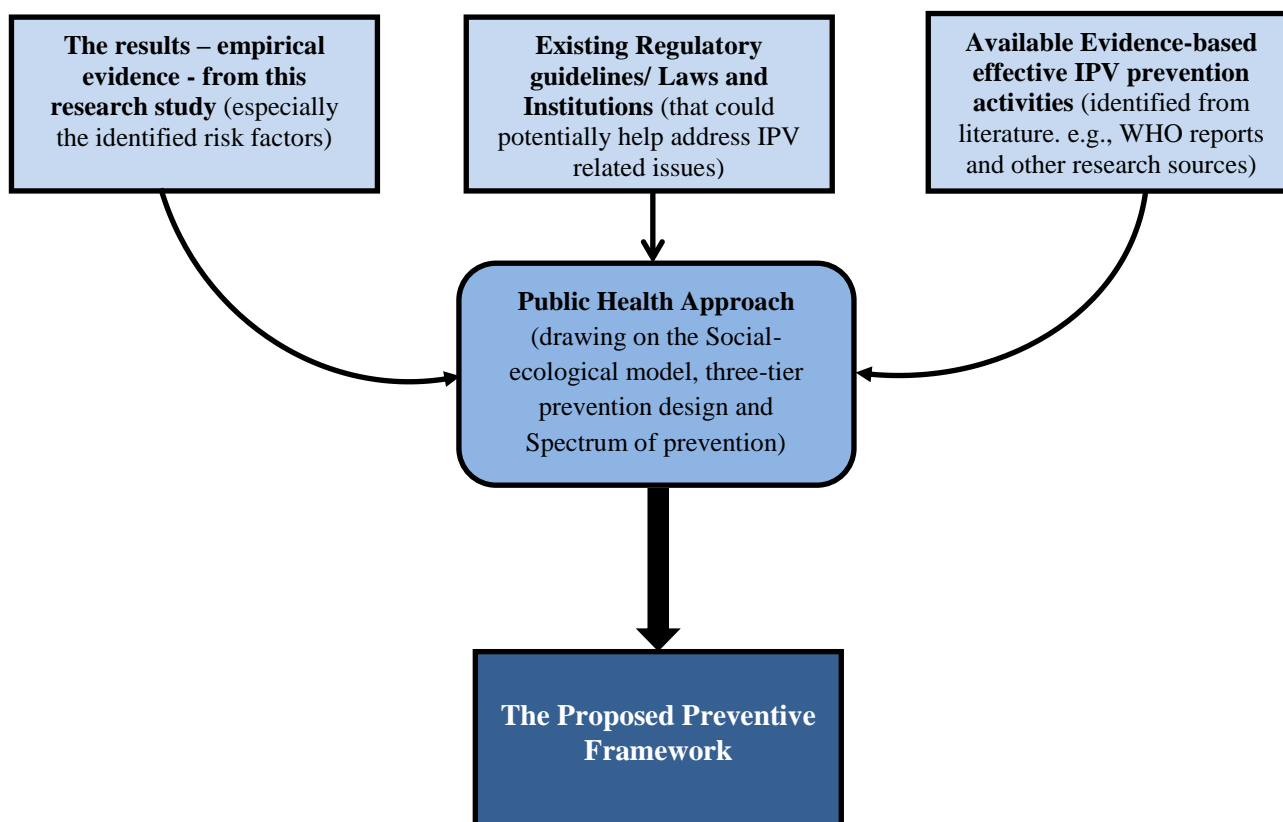 The results – empirical
evidence - from this
research study (especially
the identified risk factors)
Existing Regulatory
guidelines/ Laws and
Institutions (that could
potentially help address IPV
related issues)
Available Evidence-based
effective IPV prevention
activities (identified from
literature. e.g., WHO reports
and other research sources)
Public Health Approach
(drawing on the Social-
ecological model, three-tier
prevention design and
Spectrum of prevention)
The Proposed Preventive
Framework